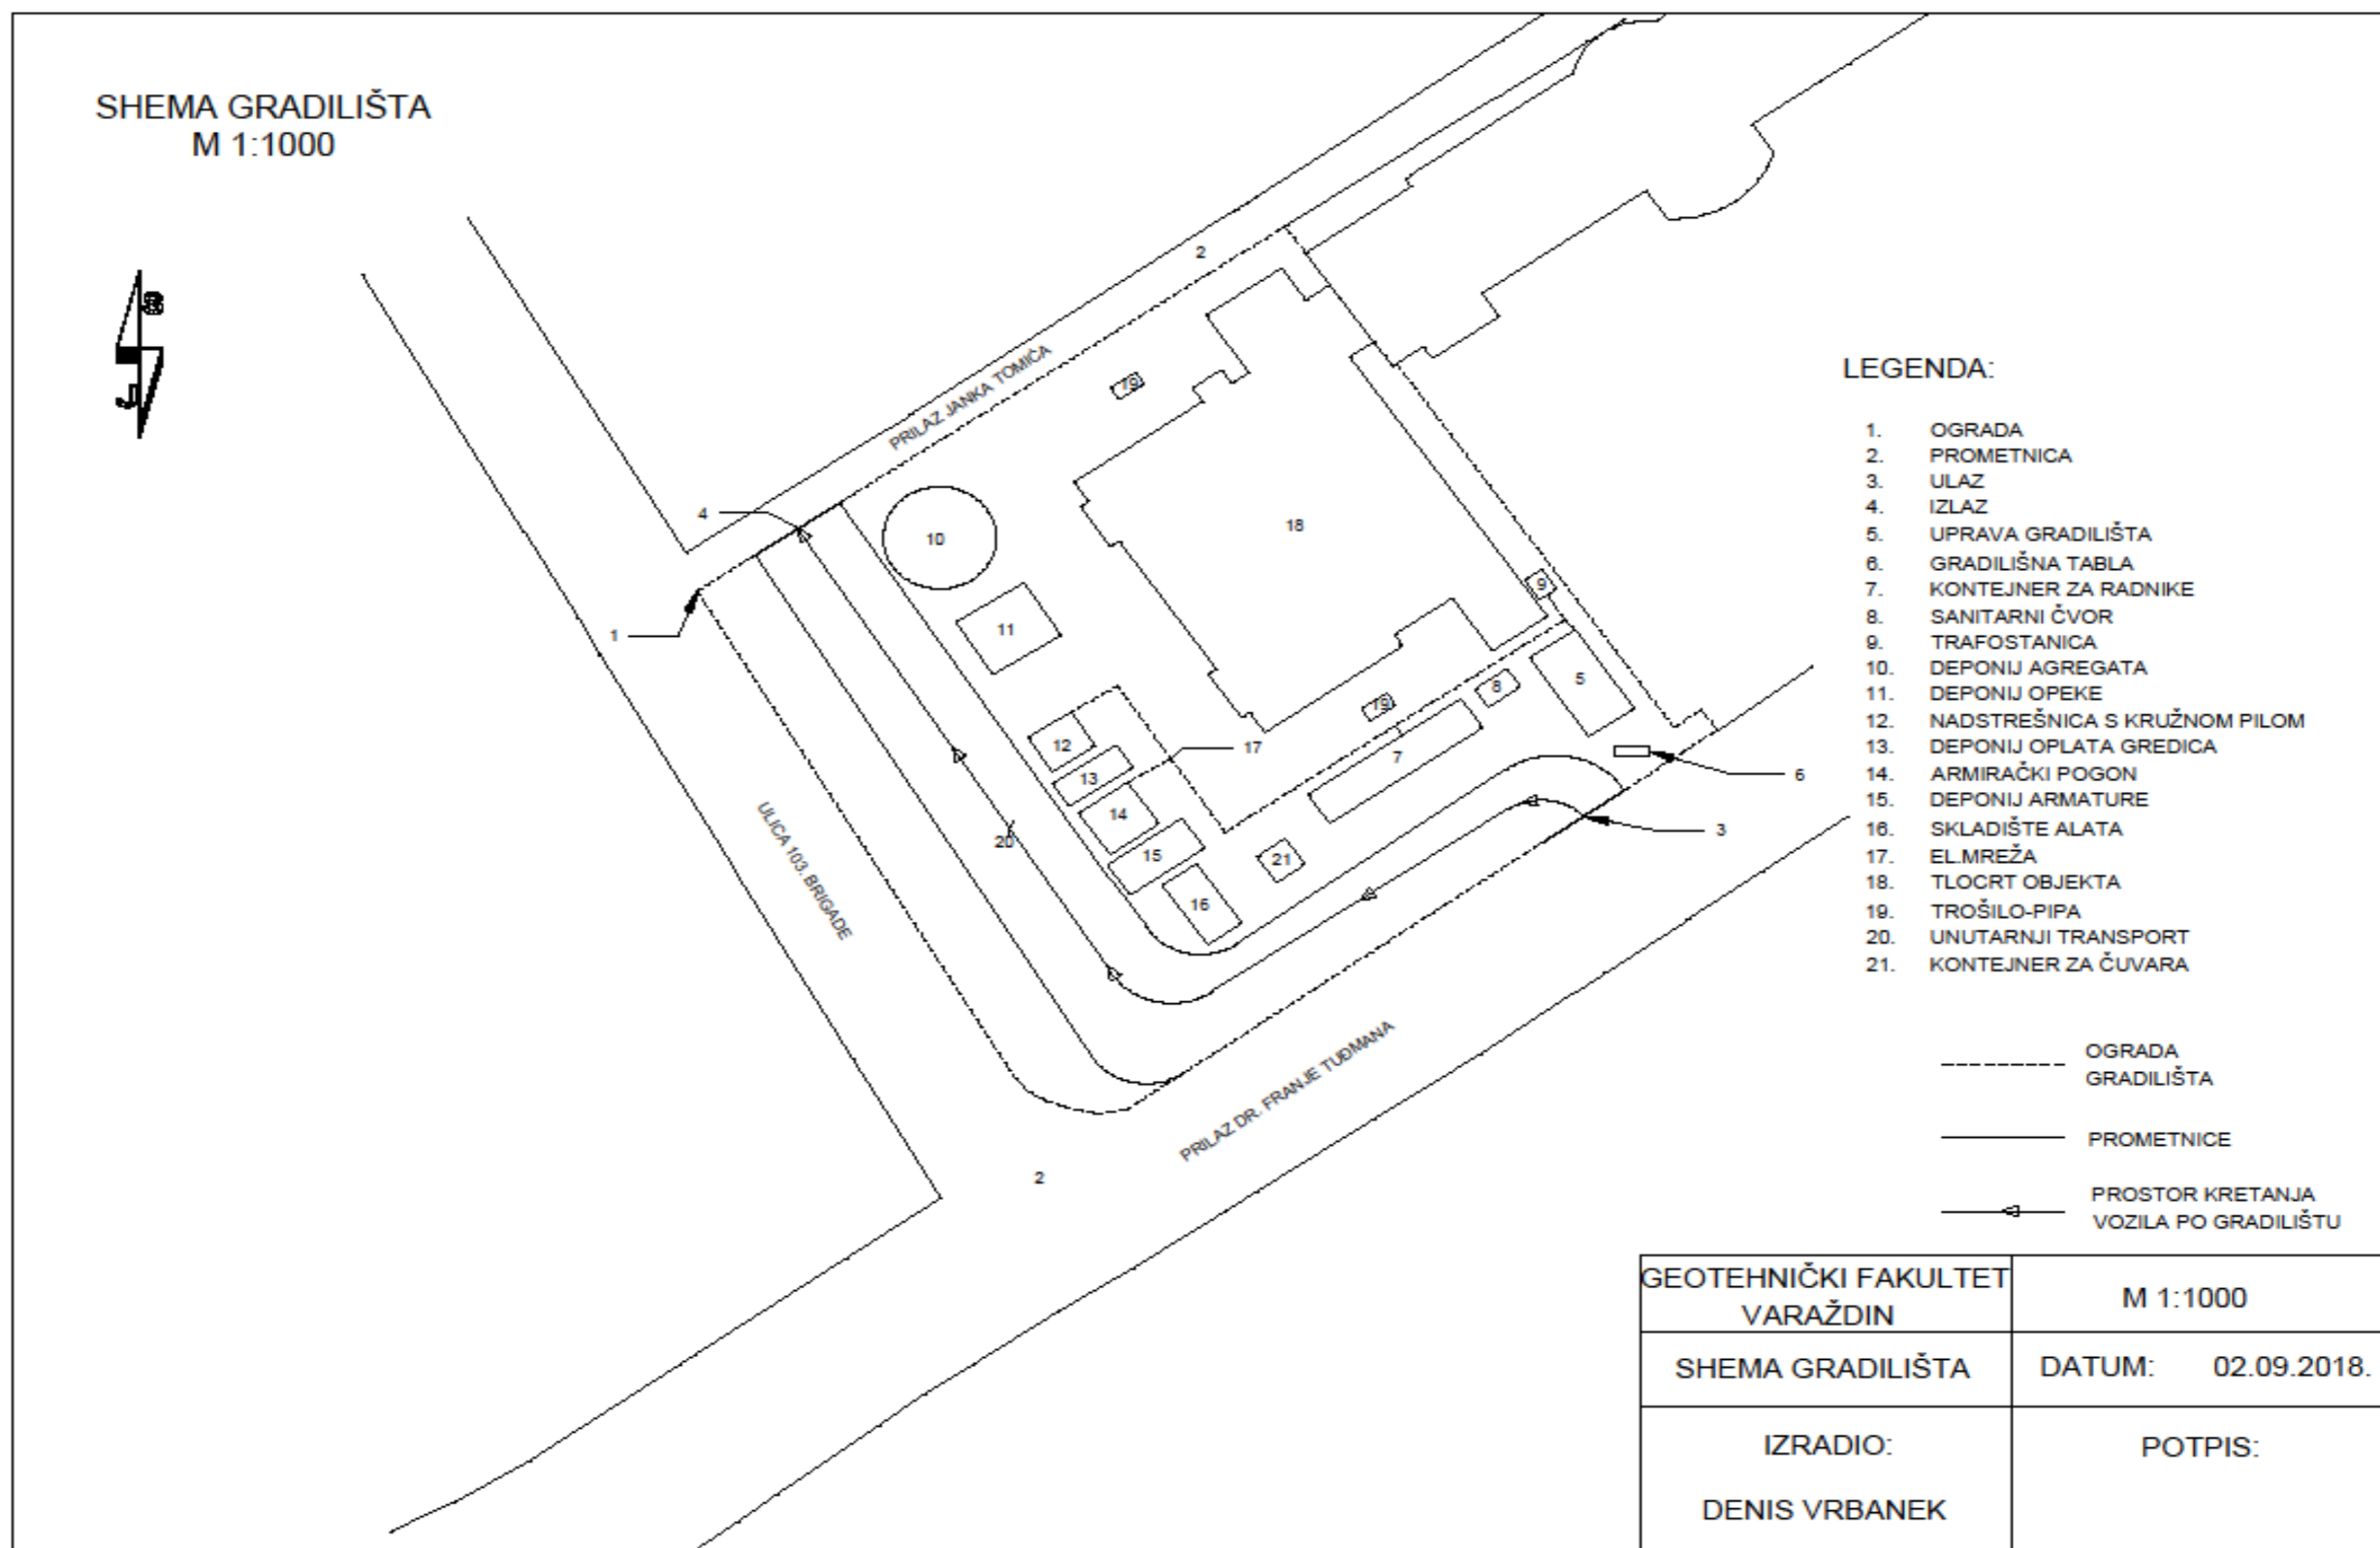 SHEMA GRADILIŠTA
M 1:1000
S
J
2
PRILAZ JANKA TOMIĆA
19
4
10
18
1
11
9
12
13
14
15
16
17
19
8
5
7
6
21
3
20
ULICA 103. BRIGADE
PRILAZ DR. FRANJE TUĐMANA
2
LEGENDA:
1. OGRADA
2. PROMETNICA
3. ULAZ
4. IZLAZ
5. UPRAVA GRADILIŠTA
6. GRADILIŠNA TABLA
7. KONTEJNER ZA RADNIKE
8. SANITARNI ČVOR
9. TRAFOSTANICA
10. DEPONIJ AGREGATA
11. DEPONIJ OPEKE
12. NADSTREŠNICA S KRUŽNOM PILOM
13. DEPONIJ OPLATA GREDICA
14. ARMIRAČKI POGON
15. DEPONIJ ARMATURE
16. SKLADIŠTE ALATA
17. EL.MREŽA
18. TLOCRT OBJEKTA
19. TROŠILO-PIPA
20. UNUTARNJI TRANSPORT
21. KONTEJNER ZA ČUVARA
OGRADA
GRADILIŠTA
PROMETNICE
PROSTOR KRETANJA
VOZILA PO GRADILIŠTU
GEOTEHNIČKI FAKULTET
VARAŽDIN
M 1:1000
SHEMA GRADILIŠTA
DATUM: 02.09.2018.
IZRADIO:
DENIS VRBANEK
POTPIS: